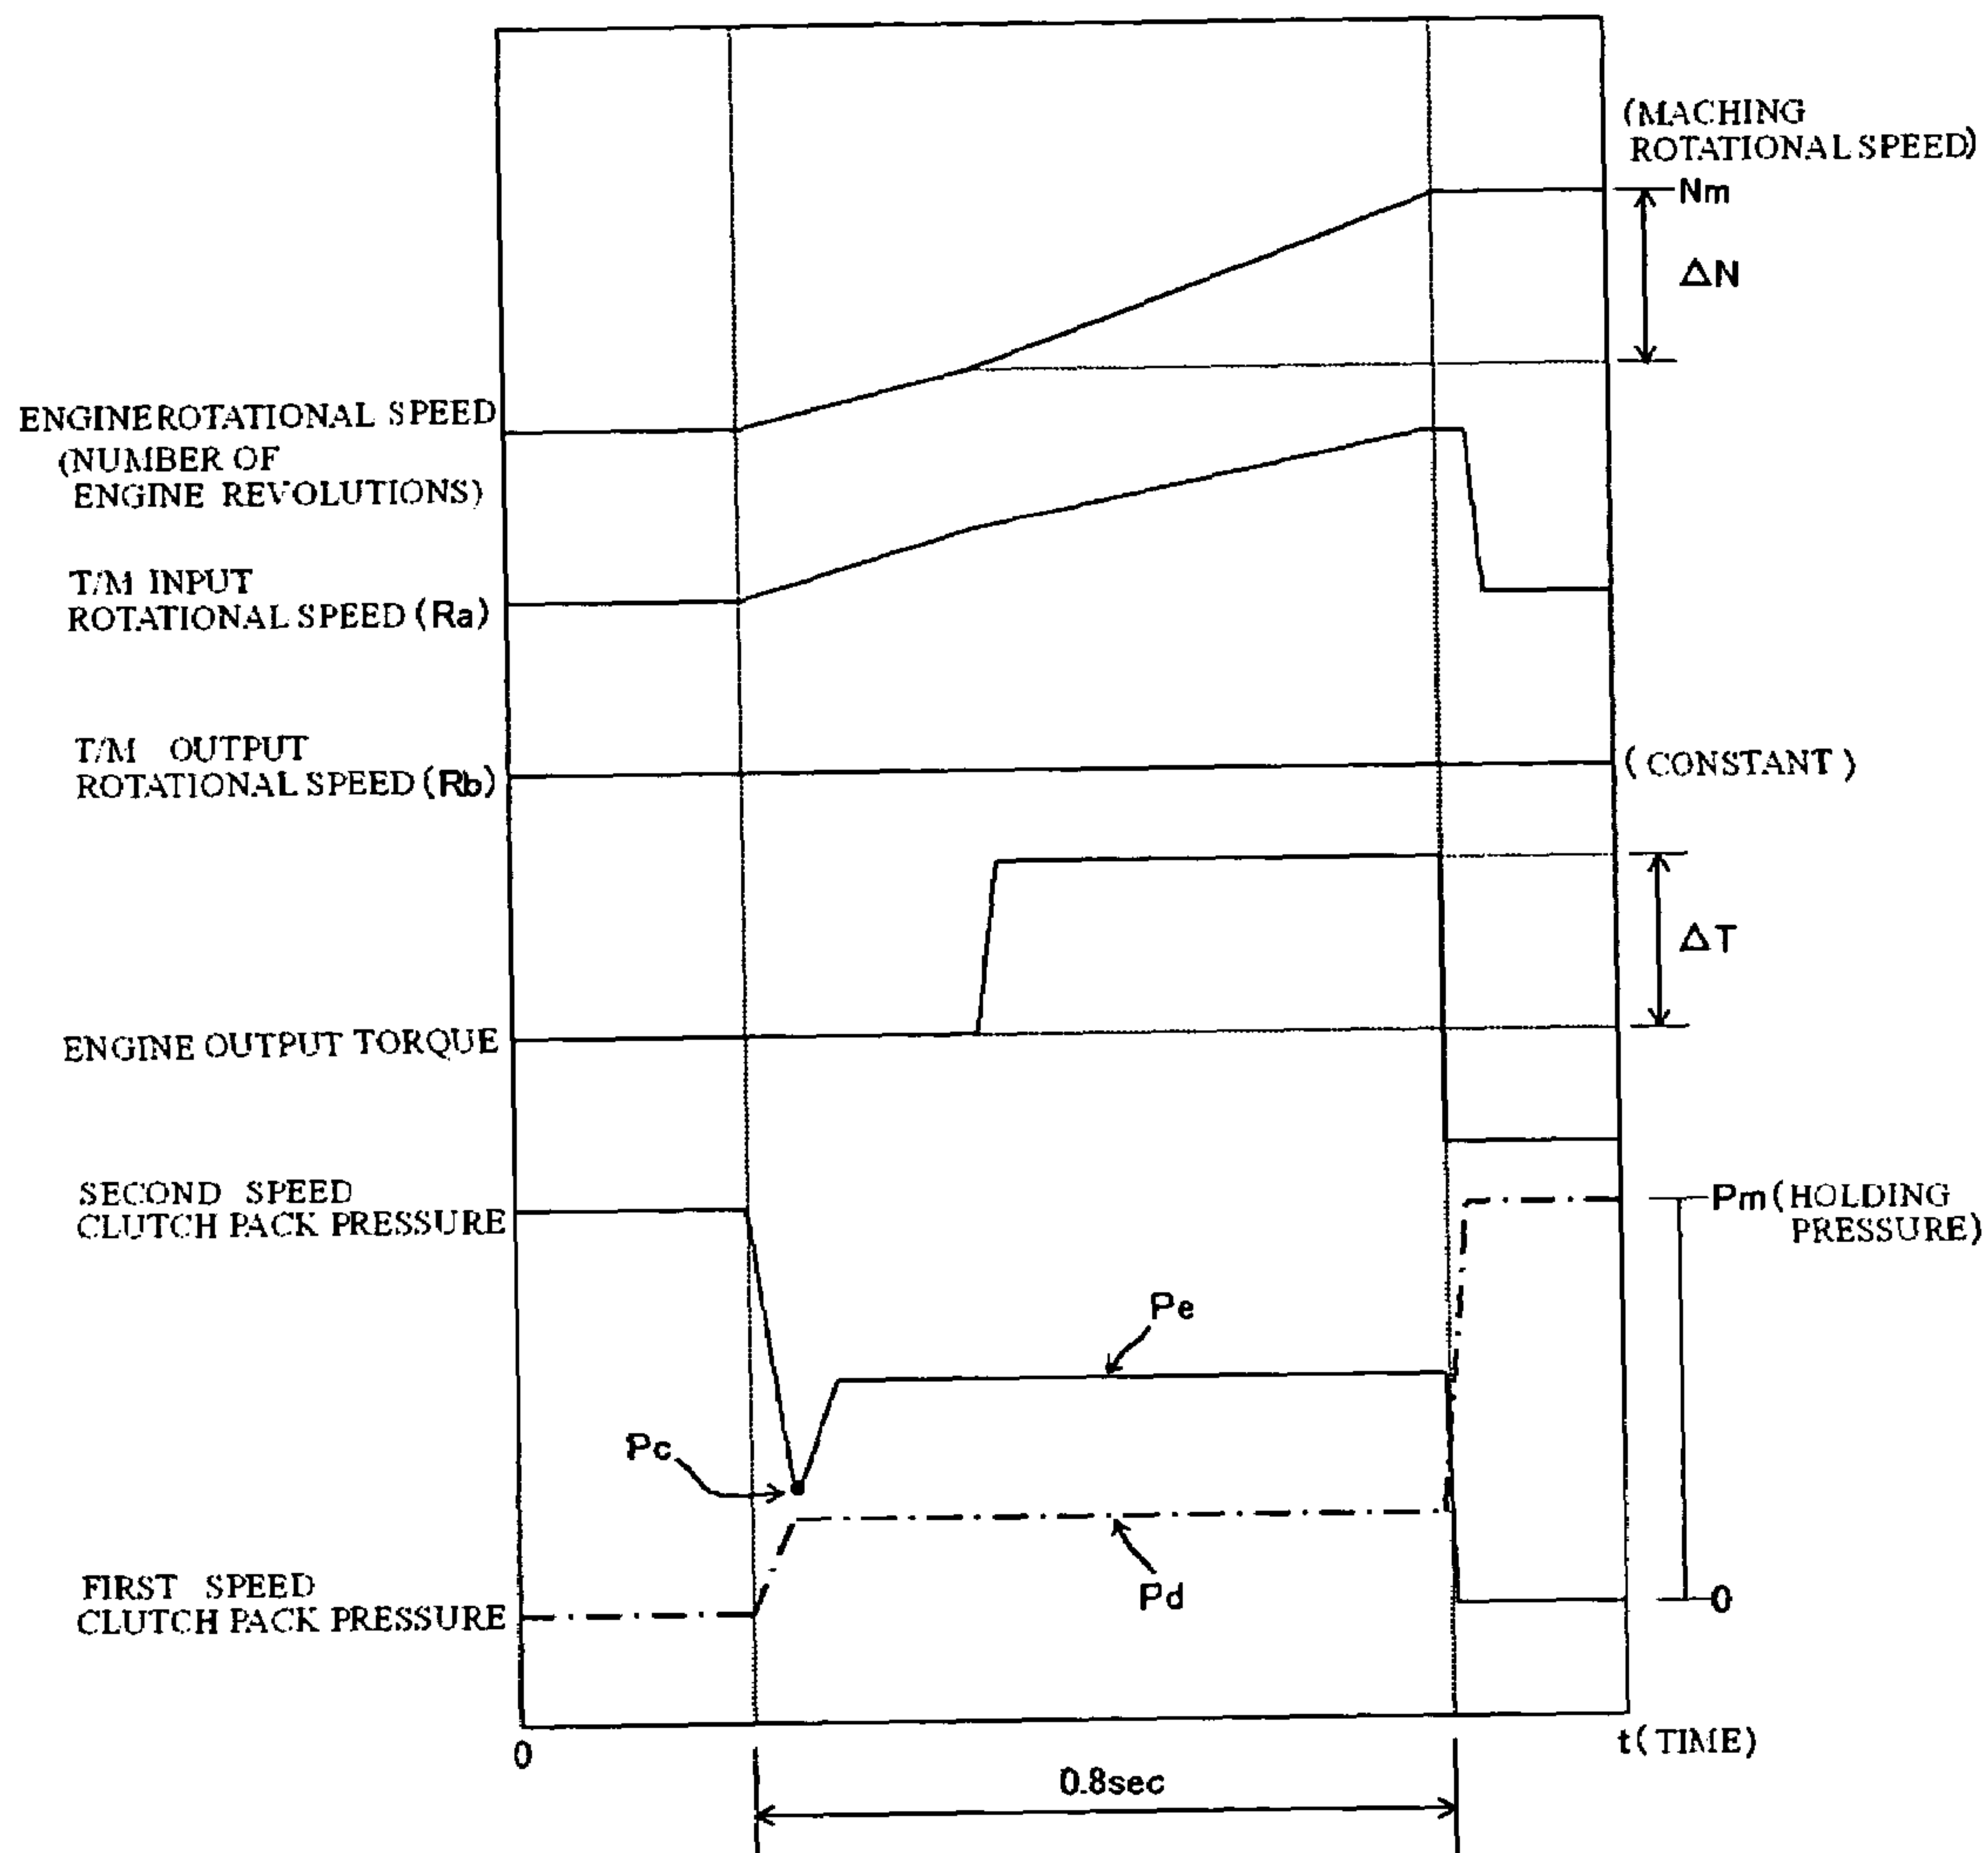 (MACHING
ROTATIONAL SPEED)
Nm
ΔN
ENGINE ROTATIONAL SPEED
(NUMBER OF
ENGINE REVOLUTIONS)
T/M INPUT
ROTATIONAL SPEED (Ra)
T/M OUTPUT
ROTATIONAL SPEED (Rb)
(CONSTANT)
ΔT
ENGINE OUTPUT TORQUE
SECOND SPEED
CLUTCH PACK PRESSURE
Pm (HOLDING
PRESSURE)
Pe
Pc
Pd
FIRST SPEED
CLUTCH PACK PRESSURE
0
0
t (TIME)
0.8sec